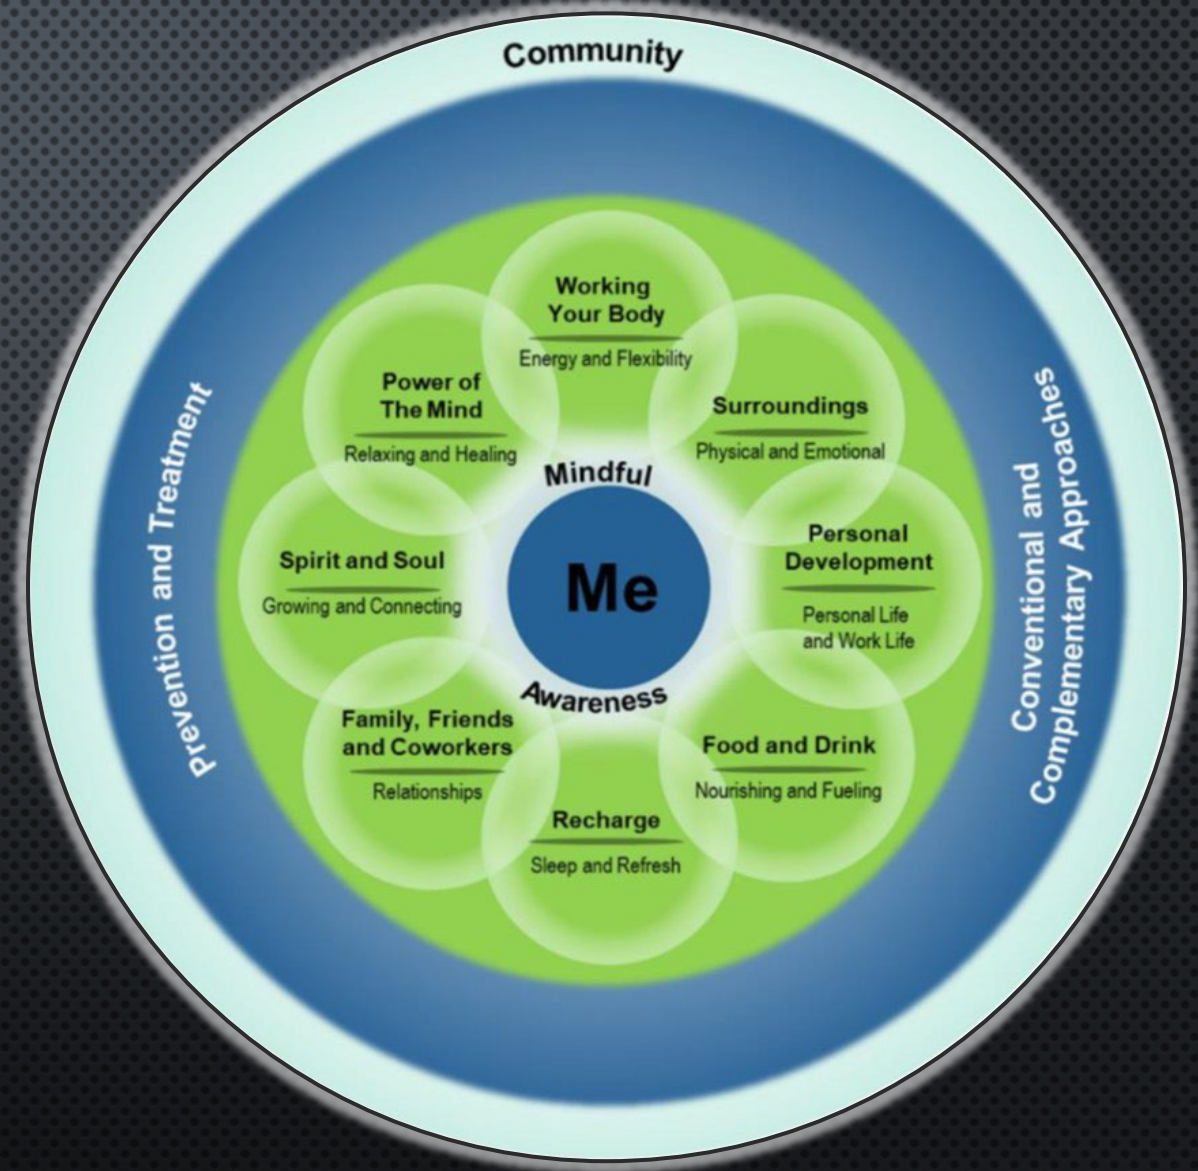 Community
Working
Your Body
Energy and Flexibility
Surroundings
Physical and Emotional
Personal
Development
Personal Life
and Work Life
Food and Drink
Nourishing and Fueling
Recharge
Sleep and Refresh
Family, Friends
and Coworkers
Relationships
Spirit and Soul
Growing and Connecting
Power of
The Mind
Relaxing and Healing
Mindful
Me
Awareness
Prevention and Treatment
Conventional and
Complementary Approaches